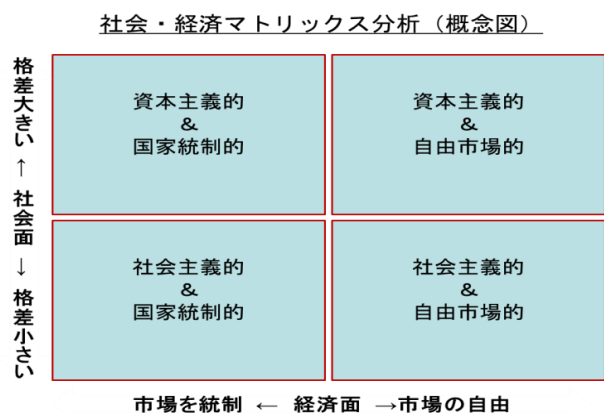 社会・経済マトリックス分析（概念図）
格差大きい ↑ 社会面 ↓ 格差小さい
資本主義的
&
国家統制的
資本主義的
&
自由市場的
社会主義的
&
国家統制的
社会主義的
&
自由市場的
市場を統制 ← 経済面 →市場の自由